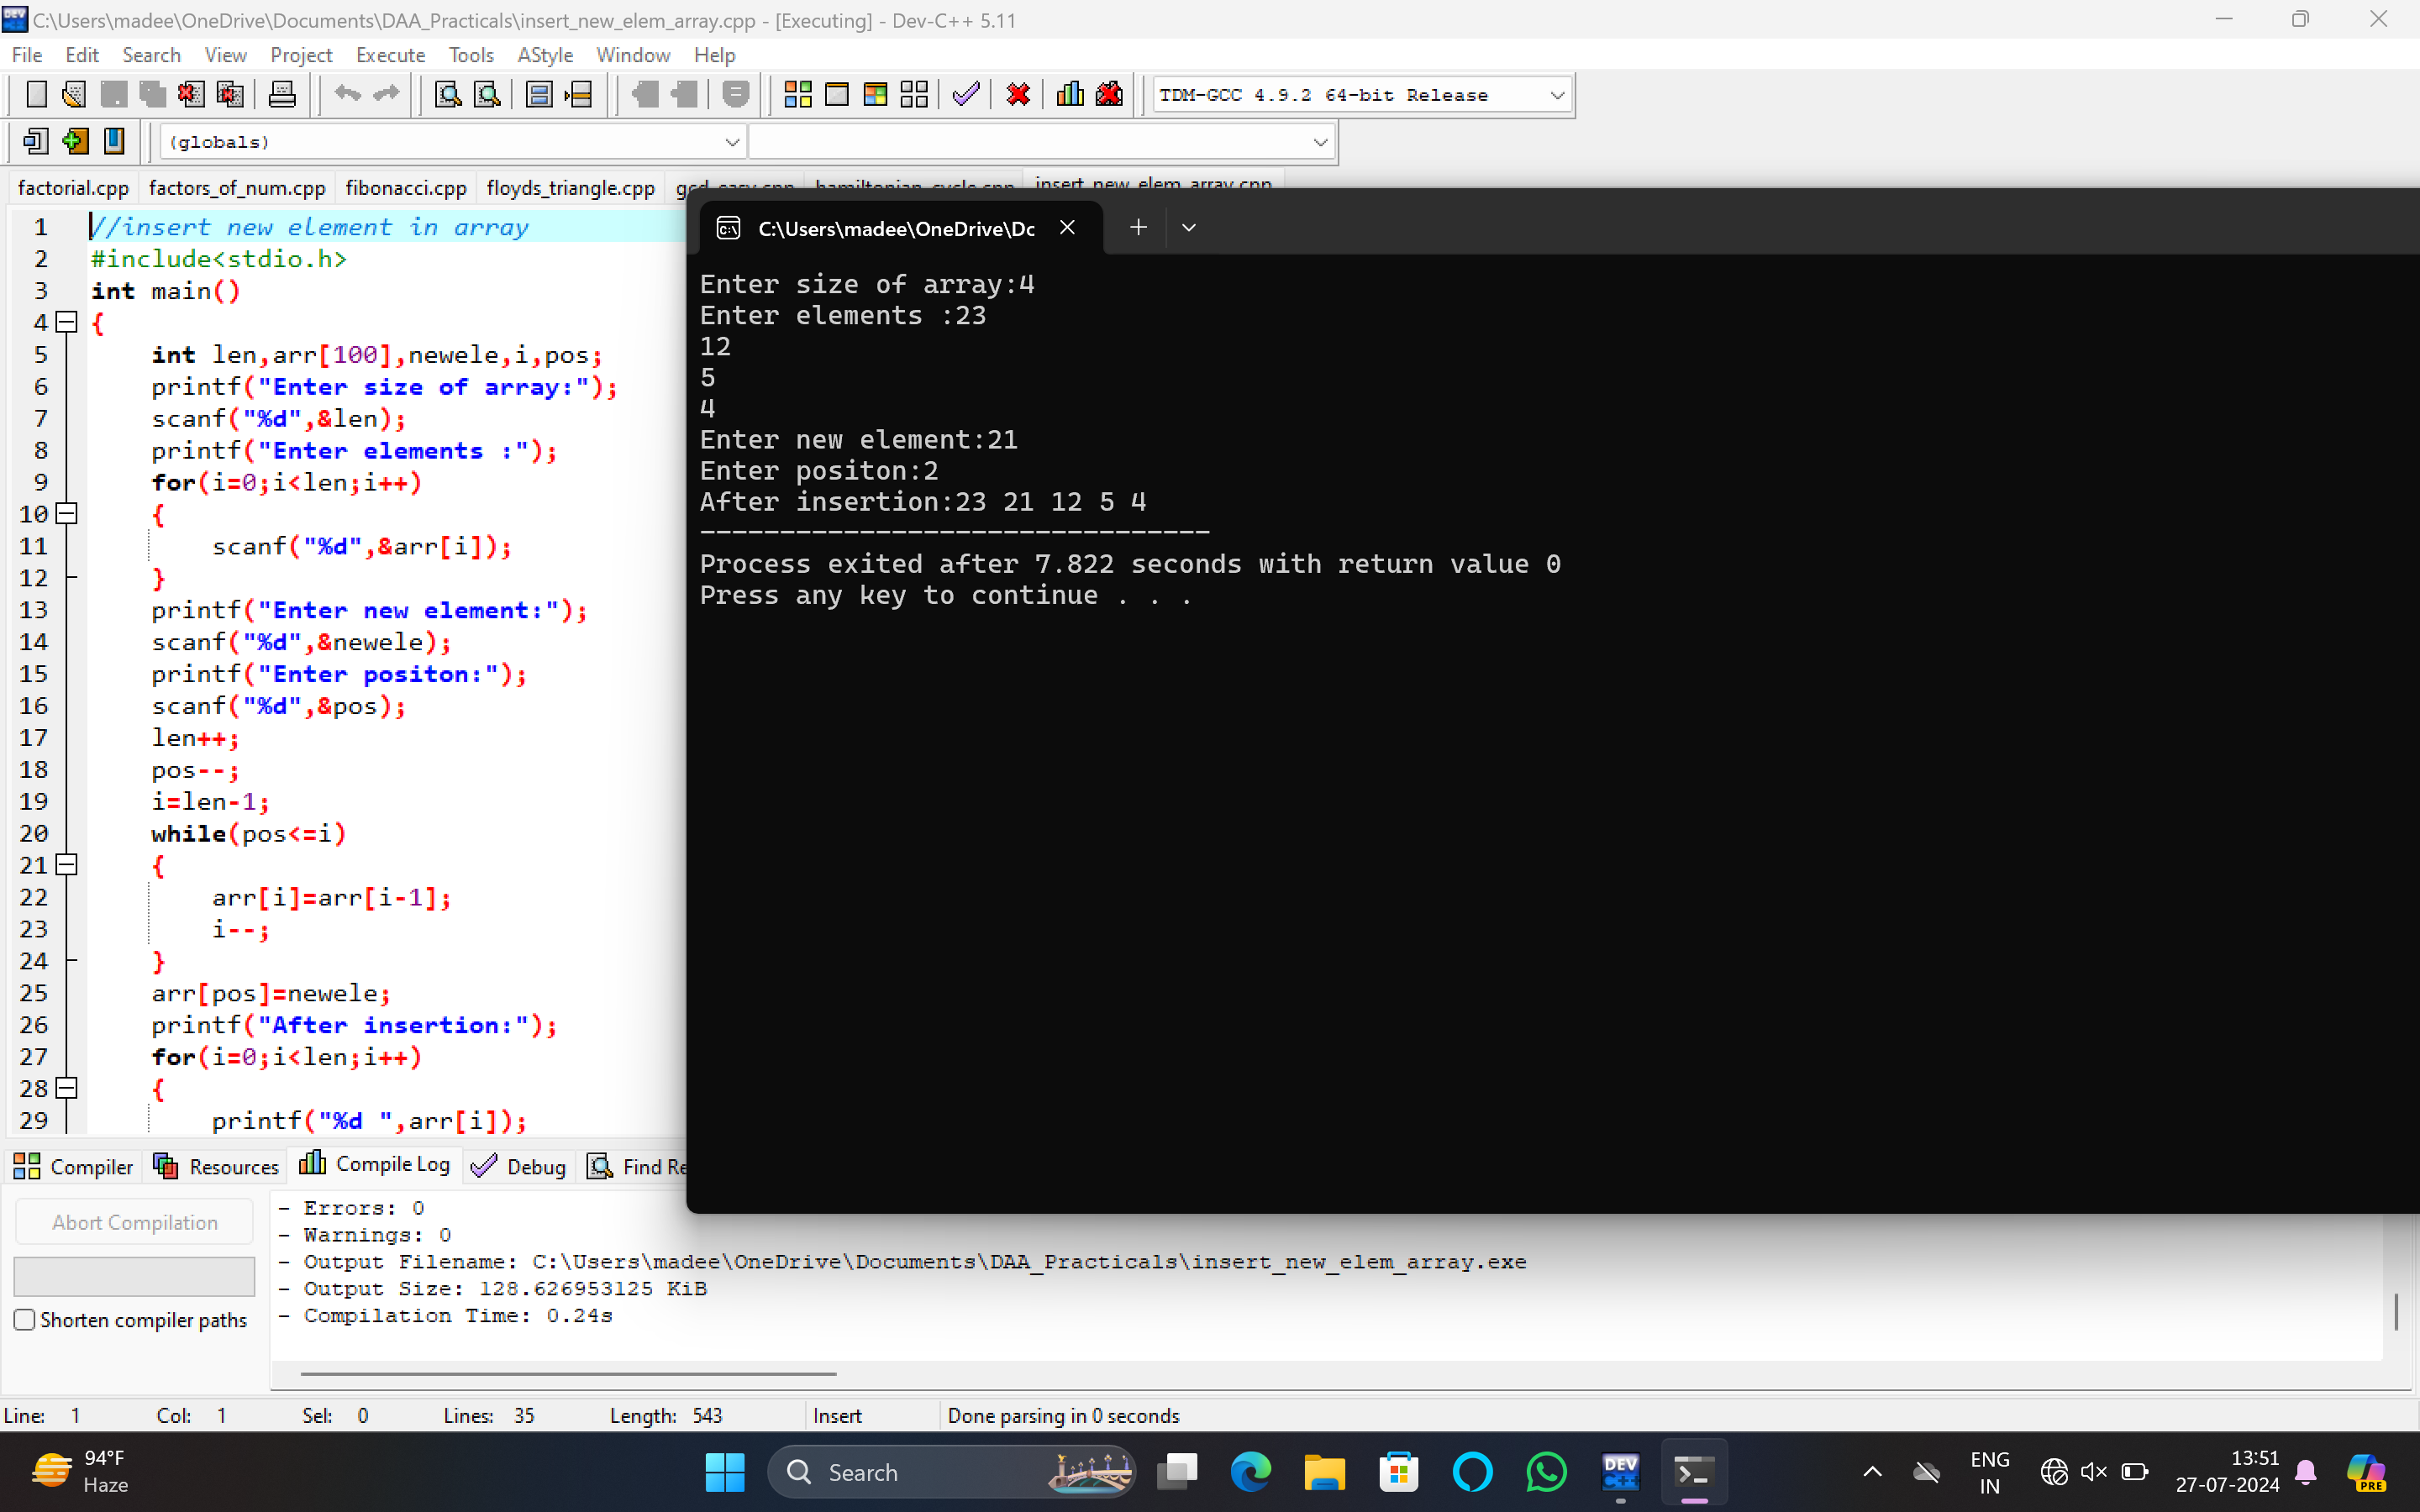 C:\Users\madee\OneDrive\Documents\DAA_Practicals\insert_new_elem_array.cpp - [Executing] - Dev-C++ 5.11
File Edit Search View Project Execute Tools AStyle Window Help
TDM-GCC 4.9.2 64-bit Release
(globals)
factorial.cpp factors_of_num.cpp fibonacci.cpp floyds_triangle.cpp gcd_easy.cpp hamiltonian_cycle.cpp insert_new_elem_array.cpp
1 //insert new element in array
2 #include<stdio.h>
3 int main()
4 {
5 int len,arr[100],newele,i,pos;
6 printf("Enter size of array:");
7 scanf("%d",&len);
8 printf("Enter elements :");
9 for(i=0;i<len;i++)
10 {
11 scanf("%d",&arr[i]);
12 }
13 printf("Enter new element:");
14 scanf("%d",&newele);
15 printf("Enter positon:");
16 scanf("%d",&pos);
17 len++;
18 pos--;
19 i=len-1;
20 while(pos<=i)
21 {
22 arr[i]=arr[i-1];
23 i--;
24 }
25 arr[pos]=newele;
26 printf("After insertion:");
27 for(i=0;i<len;i++)
28 {
29 printf("%d ",arr[i]);
C:\Users\madee\OneDrive\Dc
Enter size of array:4
Enter elements :23
12
5
4
Enter new element:21
Enter positon:2
After insertion:23 21 12 5 4
--------------------------------
Process exited after 7.822 seconds with return value 0
Press any key to continue . . .
Compiler Resources Compile Log Debug Find Re
Abort Compilation
Shorten compiler paths
- Errors: 0
- Warnings: 0
- Output Filename: C:\Users\madee\OneDrive\Documents\DAA_Practicals\insert_new_elem_array.exe
- Output Size: 128.626953125 KiB
- Compilation Time: 0.24s
Line: 1 Col: 1 Sel: 0 Lines: 35 Length: 543 Insert Done parsing in 0 seconds
94°F
Haze
Search
DEV
C++
ENG
IN
13:51
27-07-2024
PRE